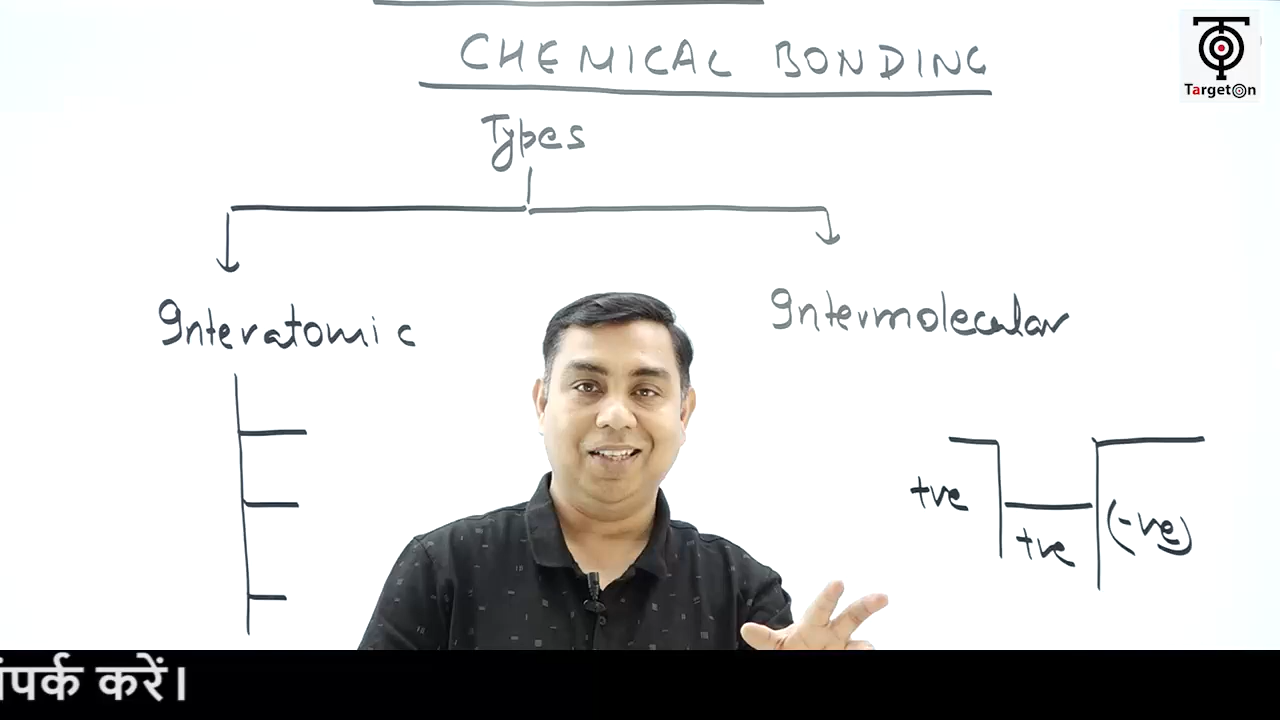 CHEMICAL BONDING
TargetOn
Types
Interatomic
Intermolecular
+ve
+ve
(-ve)
संपर्क करें।